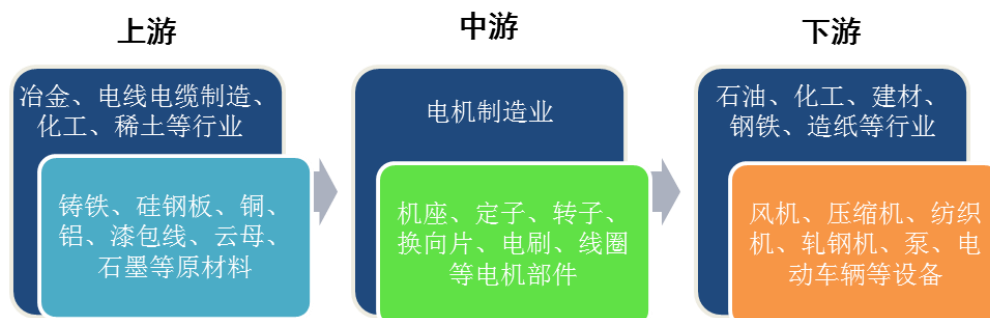 上游
冶金、电线电缆制造、
化工、稀土等行业
铸铁、硅钢板、铜、
铝、漆包线、云母、
石墨等原材料
中游
电机制造业
机座、定子、转子、
换向片、电刷、线圈
等电机部件
下游
石油、化工、建材、
钢铁、造纸等行业
风机、压缩机、纺织
机、轧钢机、泵、电
动车辆等设备